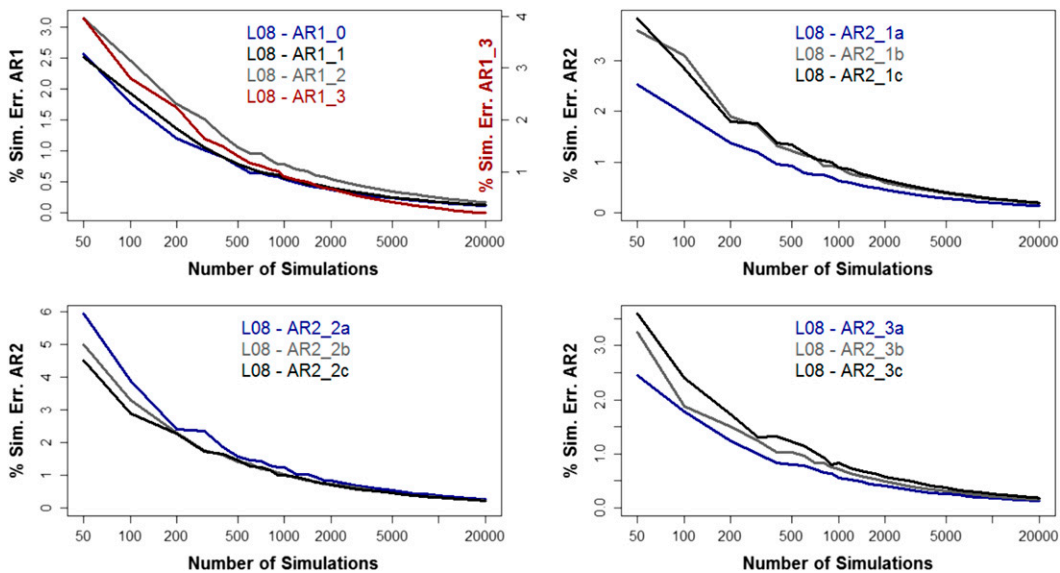 % Sim. Err. AR1
3.0
2.5
2.0
1.5
1.0
0.5
0.0
L08 - AR1_0
L08 - AR1_1
L08 - AR1_2
L08 - AR1_3
4
3
2
1
% Sim. Err. AR1_3
50 100 200 500 1000 5000 20000
Number of Simulations
% Sim. Err. AR2
3
2
1
0
L08 - AR2_1a
L08 - AR2_1b
L08 - AR2_1c
50 100 200 500 1000 5000 20000
Number of Simulations
% Sim. Err. AR2
6
5
4
3
2
1
0
L08 - AR2_2a
L08 - AR2_2b
L08 - AR2_2c
50 100 200 500 1000 5000 20000
Number of Simulations
% Sim. Err. AR2
3.0
2.0
1.0
0.0
L08 - AR2_3a
L08 - AR2_3b
L08 - AR2_3c
50 100 200 500 1000 5000 20000
Number of Simulations